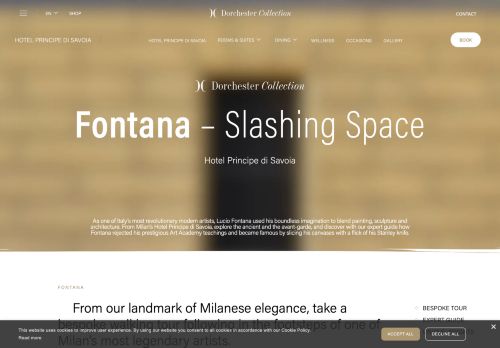 EN
SHOP
Dorchester Collection
CONTACT
HOTEL PRINCIPE DI SAVOIA
HOTEL PRINCIPE DI SAVOIA
ROOMS & SUITES
DINING
WELLNESS
OCCASIONS
GALLERY
BOOK
Dorchester Collection
Fontana – Slashing Space
Hotel Principe di Savoia
As one of Italy's most revolutionary modern artists, Lucio Fontana used his boundless imagination to blend painting, sculpture and
architecture. From Milan's Hotel Principe di Savoia, explore the ancient and the avant-garde, and discover with our expert guide how
Fontana rejected his prestigious Art Academy teachings and became famous by slicing his canvases with a flick of his Stanley knife.
FONTANA
From our landmark of Milanese elegance, take a
bespoke walking tour following in the footsteps of one of
Milan's most legendary artists.
BESPOKE TOUR
EXPERT GUIDE
This website uses cookies to improve user experience. By using our website you consent to all cookies in accordance with our Cookie Policy.
Read more
ACCEPT ALL
DECLINE ALL